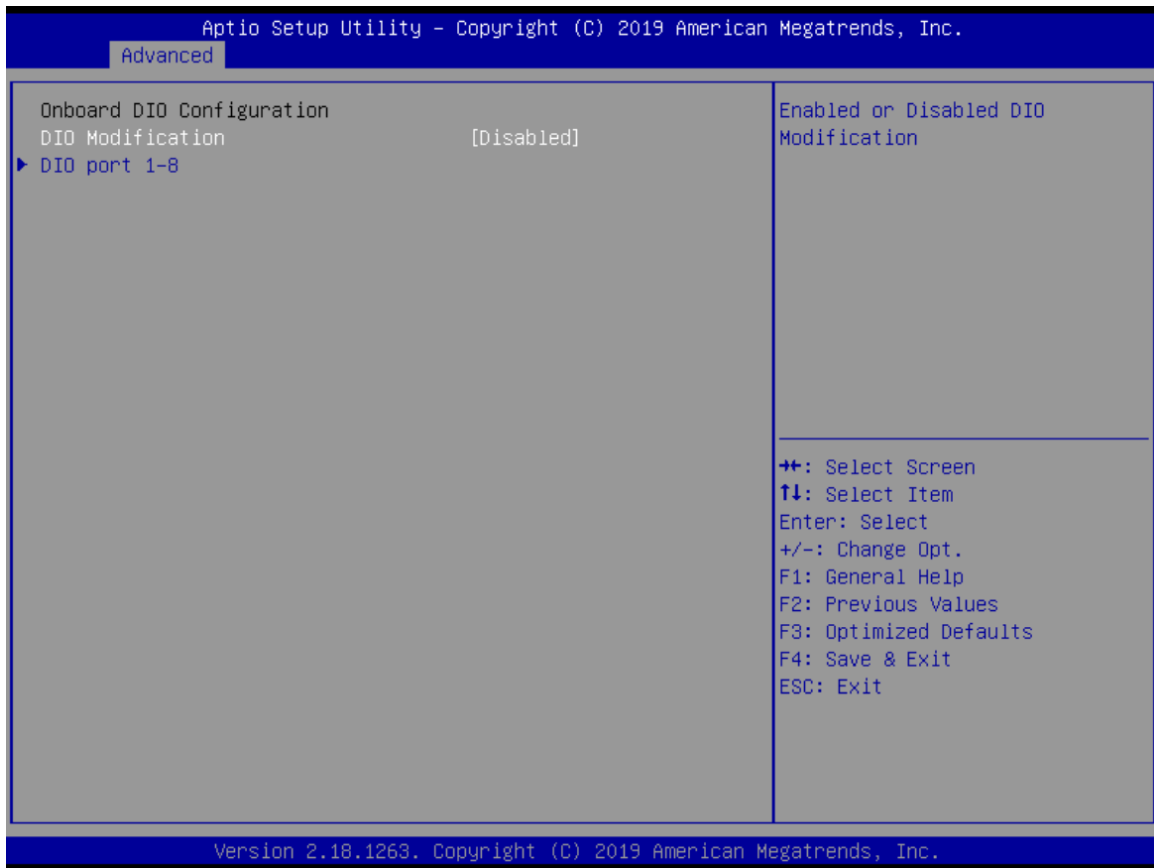 Aptio Setup Utility – Copyright (C) 2019 American Megatrends, Inc.
Advanced
Onboard DIO Configuration
DIO Modification [Disabled]
▶ DIO port 1-8
Enabled or Disabled DIO
Modification
→←: Select Screen
↑↓: Select Item
Enter: Select
+/-: Change Opt.
F1: General Help
F2: Previous Values
F3: Optimized Defaults
F4: Save & Exit
ESC: Exit
Version 2.18.1263. Copyright (C) 2019 American Megatrends, Inc.